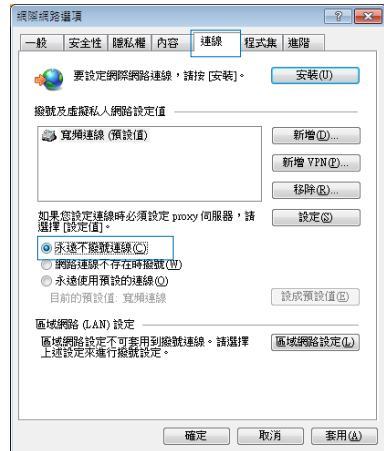 網際網路選項
一般 安全性 隱私權 內容 連線 程式集 進階
要設定網際網路連線，請按 [安裝]。 安裝(U)
撥號及虛擬私人網路設定值
寬頻連線 (預設值) 新增(D)...
新增 VPN(P)...
移除(R)...
如果您設定連線時必須設定 proxy 伺服器，請 設定(S)
選擇 [設定值]。
永遠不撥號連線(C)
網路連線不存在時撥號(W)
永遠使用預設的連線(O)
目前的預設值: 寬頻連線 設成預設值(E)
區域網路 (LAN) 設定
區域網路設定不可套用到撥號連線。請選擇 區域網路設定(L)
上述設定來進行撥號設定。
確定 取消 套用(A)